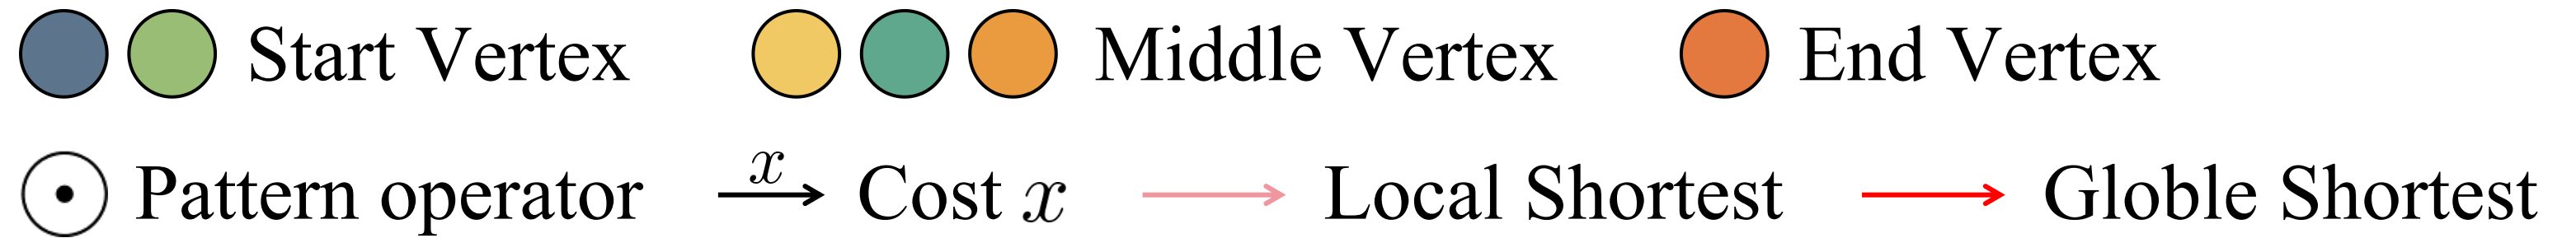 Start Vertex Middle Vertex End Vertex
Pattern operator x Cost x Local Shortest Globle Shortest